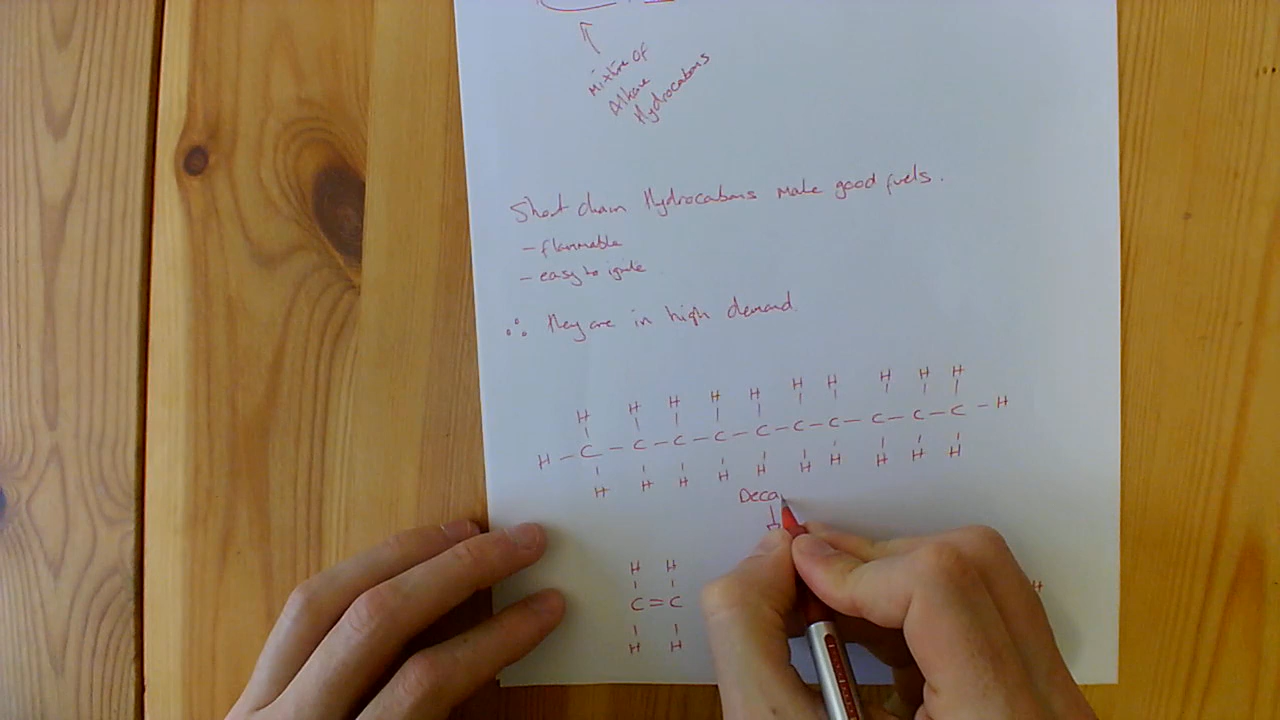 Mixture of
Alkane
Hydrocarbons
Short chain Hydrocarbons make good fuels.
- flammable
- easy to ignite
∴ they are in high demand.
H H H H H H H H H H
H - C - C - C - C - C - C - C - C - C - C - H
H H H H H H H H H H
Deca
H H
C = C
H H
H